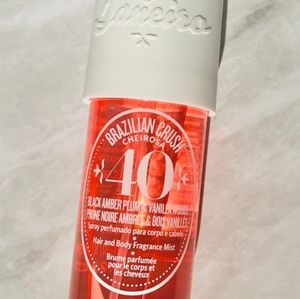 Janeiro
BRAZILIAN CRUSH
CHEIROSA
40
BLACK AMBER PLUM & VANILLA WOODS
PRUNE NOIRE AMBRÉE & BOIS VANILLÉS
Spray perfumado para corpo e cabelo
Hair and Body Fragrance Mist
Brume parfumée
pour le corps et
les cheveux